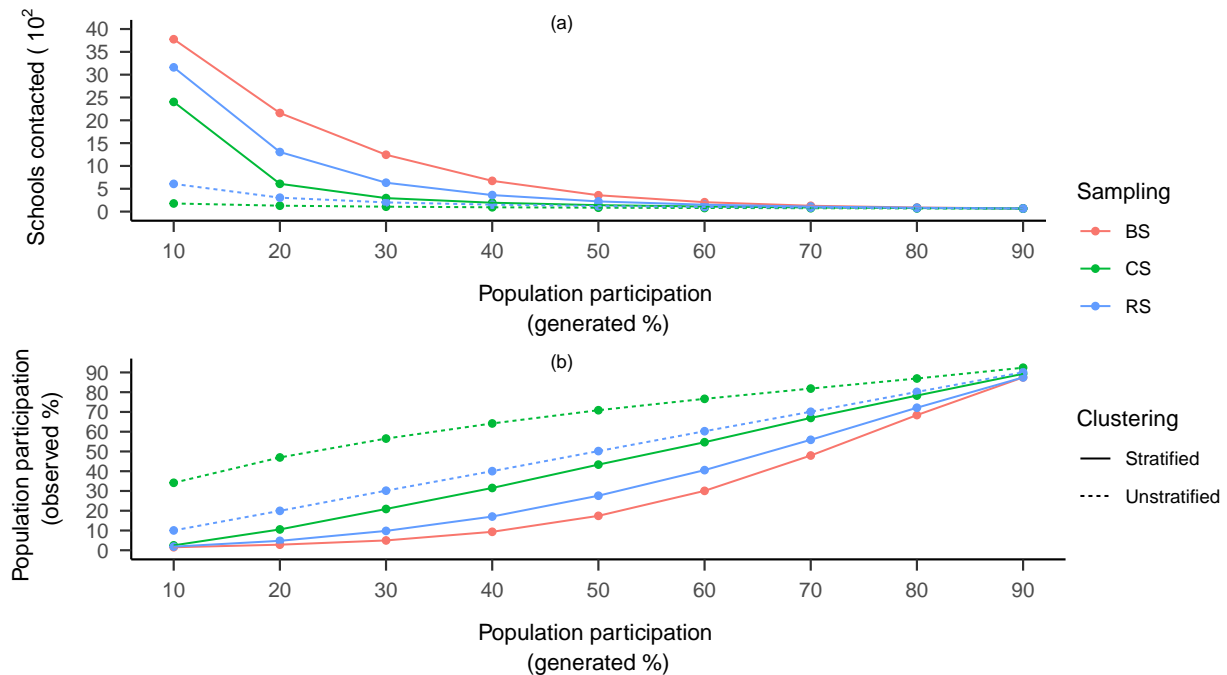 (a)
Schools contacted ( 10²
40
35
30
25
20
15
10
5
0
10 20 30 40 50 60 70 80 90
Population participation
(generated %)
(b)
Population participation
(observed %)
90
80
70
60
50
40
30
20
10
0
10 20 30 40 50 60 70 80 90
Population participation
(generated %)
Sampling
BS
CS
RS
Clustering
Stratified
Unstratified